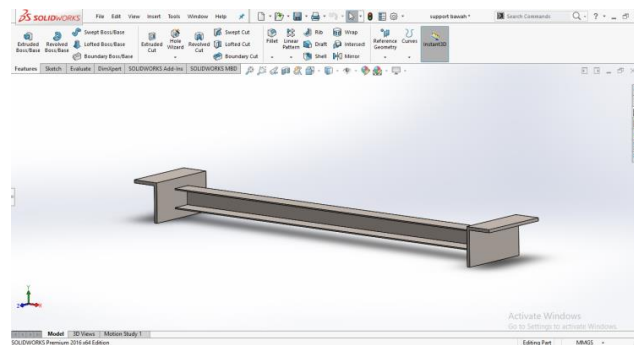 SOLIDWORKS File Edit View Insert Tools Window Help support bawah * Search Commands
Extruded Boss/Base
Revolved Boss/Base
Swept Boss/Base
Lofted Boss/Base
Boundary Boss/Base
Extruded Cut
Hole Wizard
Revolved Cut
Swept Cut
Lofted Cut
Boundary Cut
Fillet
Linear Pattern
Rib
Draft
Shell
Wrap
Intersect
Mirror
Reference Geometry
Curves
Instant3D
Features Sketch Evaluate DimXpert SOLIDWORKS Add-Ins SOLIDWORKS MBD
Activate Windows
Go to Settings to activate Windows.
Model 3D Views Motion Study 1
SOLIDWORKS Premium 2016 x64 Edition Editing Part MMGS